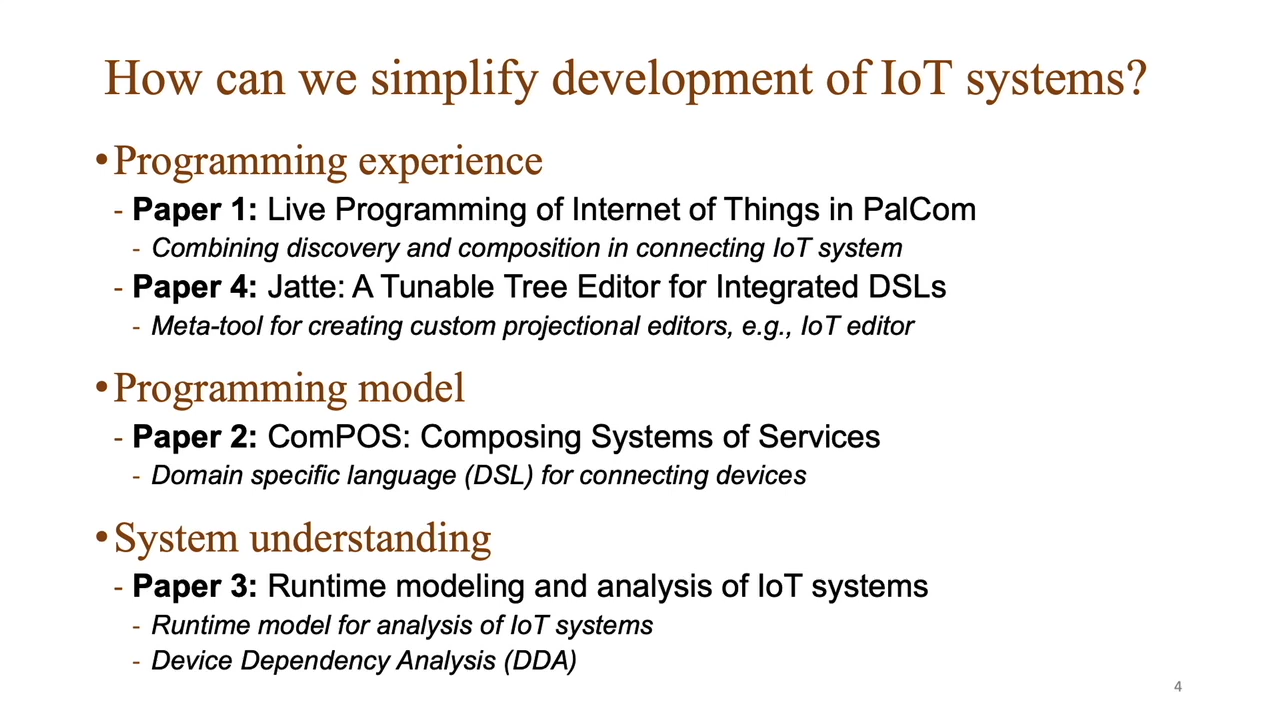 How can we simplify development of IoT systems?
•Programming experience
- Paper 1: Live Programming of Internet of Things in PalCom
- Combining discovery and composition in connecting IoT system
- Paper 4: Jatte: A Tunable Tree Editor for Integrated DSLs
- Meta-tool for creating custom projectional editors, e.g., IoT editor
•Programming model
- Paper 2: ComPOS: Composing Systems of Services
- Domain specific language (DSL) for connecting devices
•System understanding
- Paper 3: Runtime modeling and analysis of IoT systems
- Runtime model for analysis of IoT systems
- Device Dependency Analysis (DDA)
4